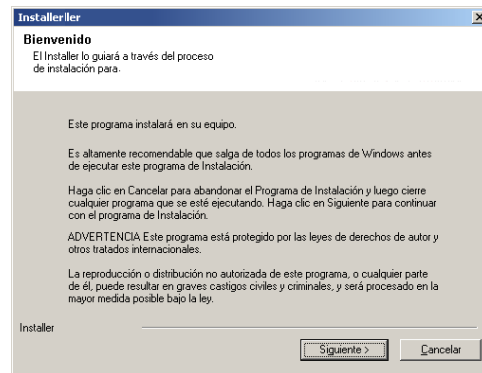 Installerller
Bienvenido
El Installer lo guiará a través del proceso
de instalación para.
Este programa instalará en su equipo.
Es altamente recomendable que salga de todos los programas de Windows antes
de ejecutar este programa de Instalación.
Haga clic en Cancelar para abandonar el Programa de Instalación y luego cierre
cualquier programa que se esté ejecutando. Haga clic en Siguiente para continuar
con el programa de Instalación.
ADVERTENCIA Este programa está protegido por las leyes de derechos de autor y
otros tratados internacionales.
La reproducción o distribución no autorizada de este programa, o cualquier parte
de él, puede resultar en graves castigos civiles y criminales, y será procesado en la
mayor medida posible bajo la ley.
Installer
Siguiente >
Cancelar